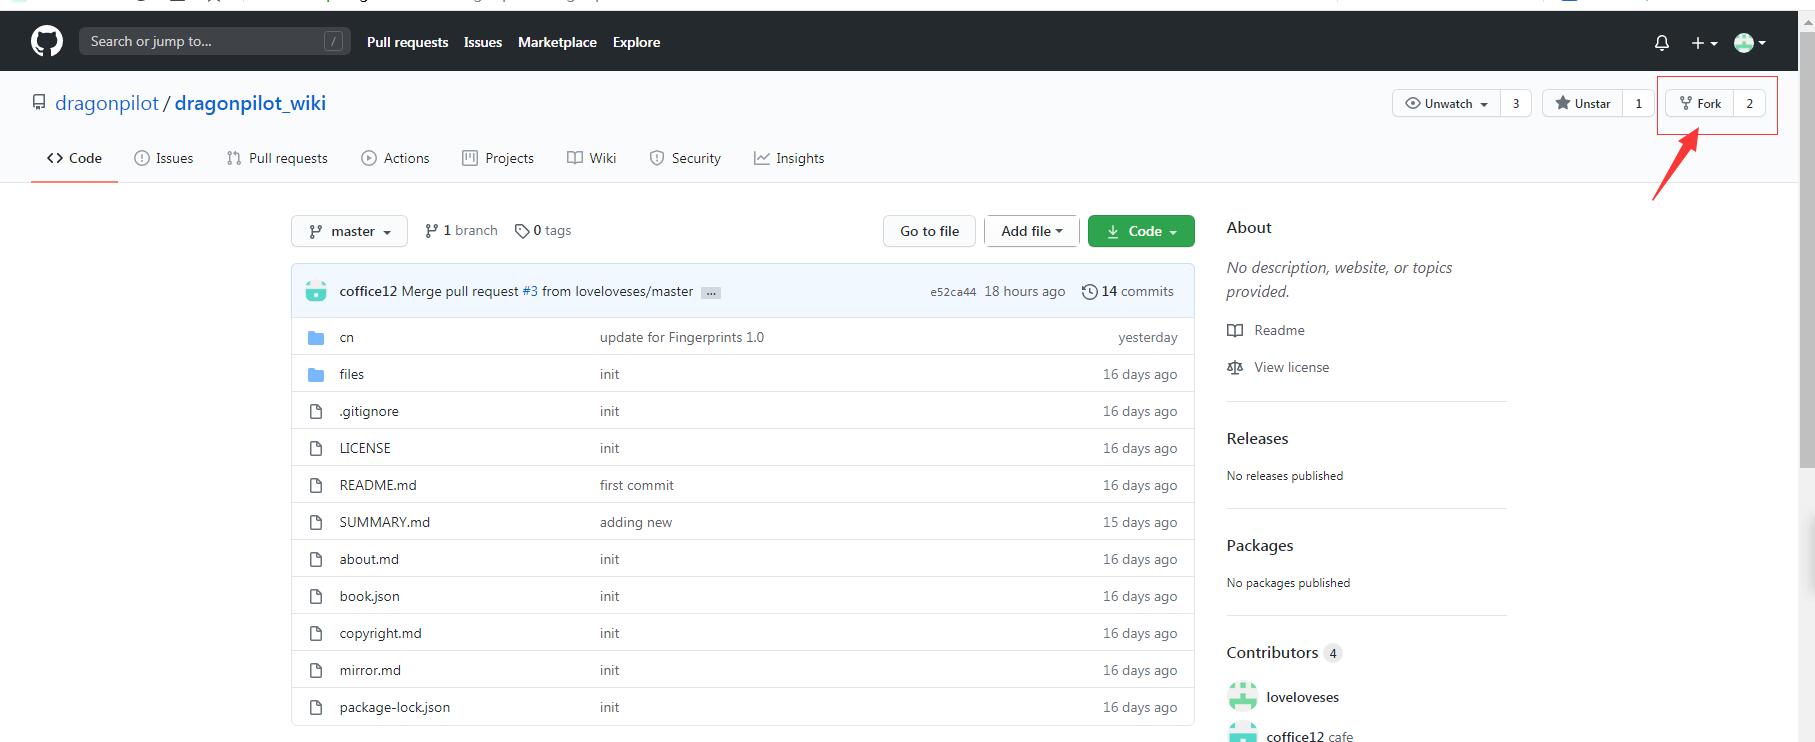 Search or jump to... / Pull requests Issues Marketplace Explore
dragonpilot / dragonpilot_wiki Unwatch 3 Unstar 1 Fork 2
Code Issues Pull requests Actions Projects Wiki Security Insights
master 1 branch 0 tags Go to file Add file Code
coffice12 Merge pull request #3 from loveloveses/master ... e52ca44 18 hours ago 14 commits
cn update for Fingerprints 1.0 yesterday
files init 16 days ago
.gitignore init 16 days ago
LICENSE init 16 days ago
README.md first commit 16 days ago
SUMMARY.md adding new 15 days ago
about.md init 16 days ago
book.json init 16 days ago
copyright.md init 16 days ago
mirror.md init 16 days ago
package-lock.json init 16 days ago
About
No description, website, or topics
provided.
Readme
View license
Releases
No releases published
Packages
No packages published
Contributors 4
loveloveses
coffice12 cafe